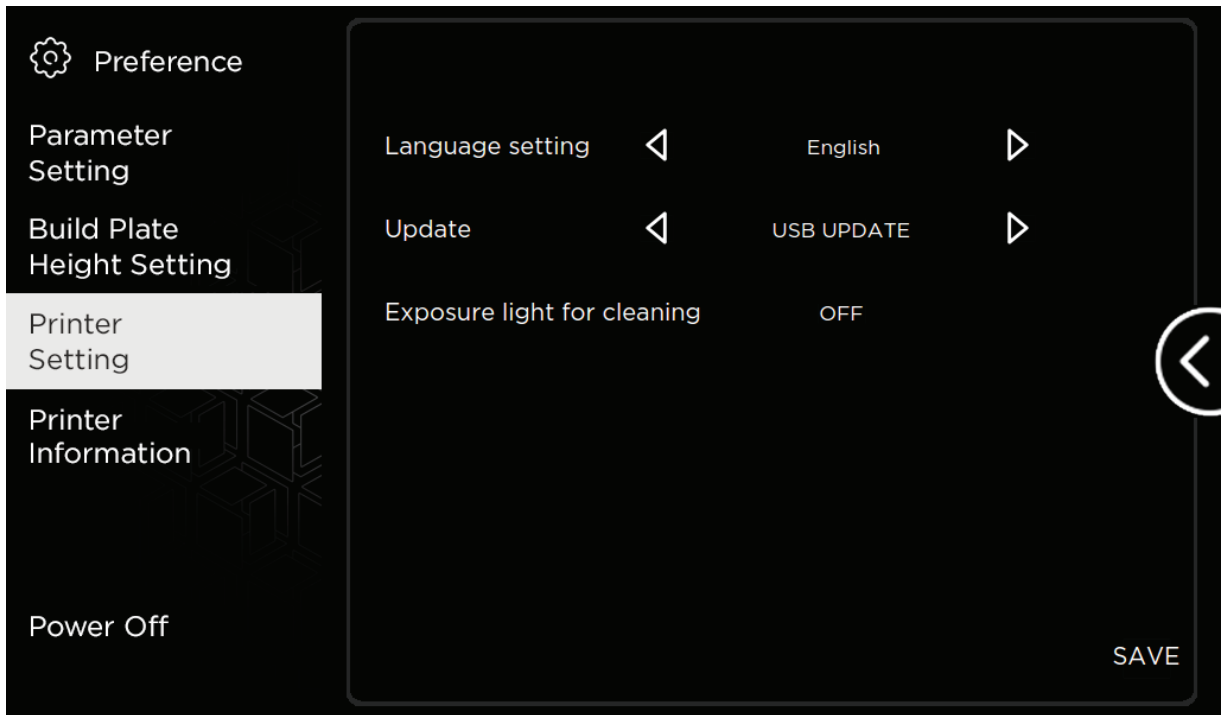 Preference
Parameter
Setting
Build Plate
Height Setting
Printer
Setting
Printer
Information
Power Off
Language setting English
Update USB UPDATE
Exposure light for cleaning OFF
SAVE